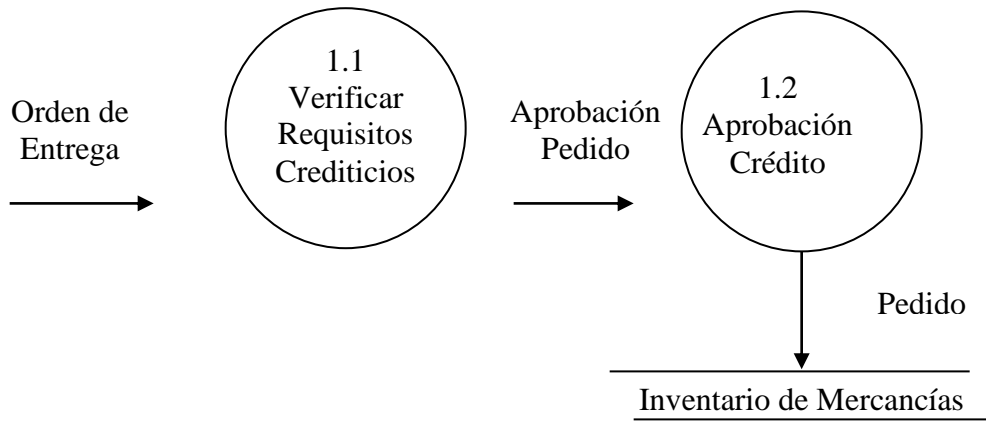 Orden de
Entrega
1.1
Verificar
Requisitos
Crediticios
Aprobación
Pedido
1.2
Aprobación
Crédito
Pedido
Inventario de Mercancías